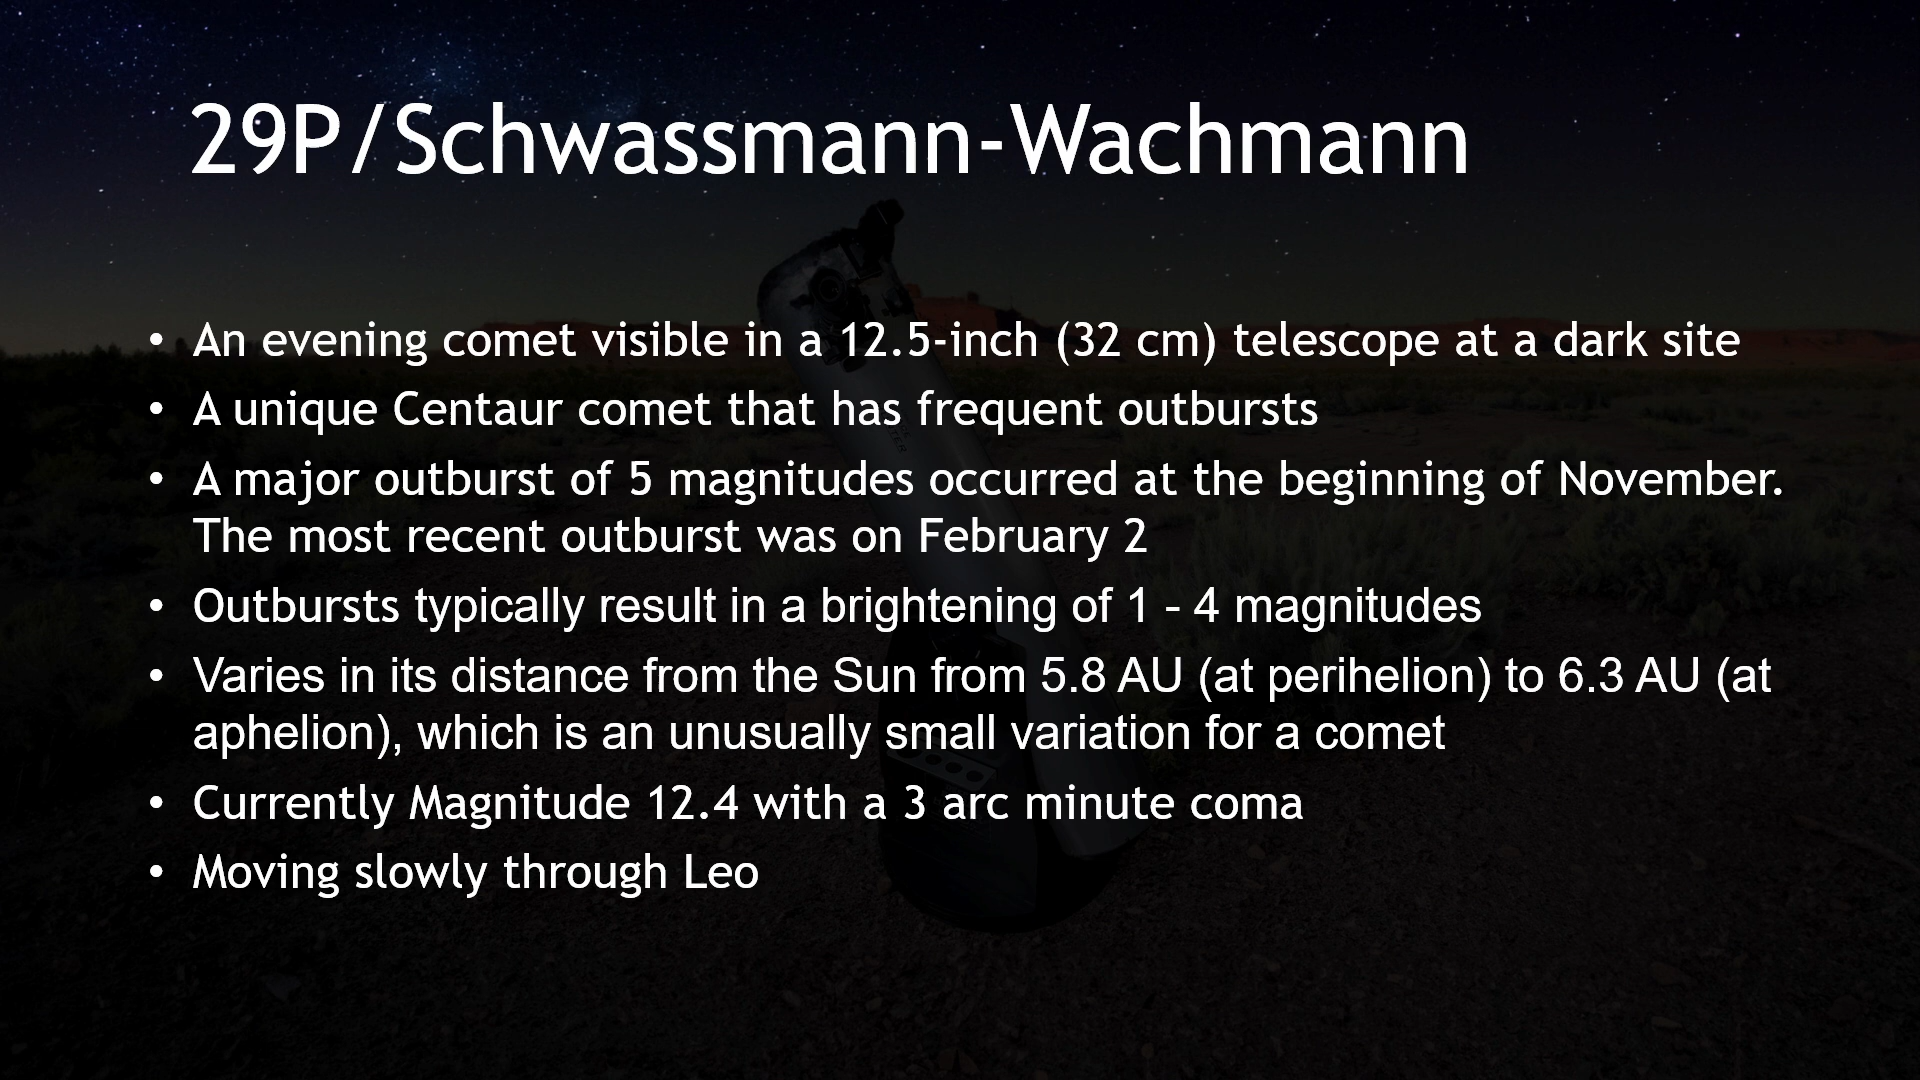 29P/Schwassmann-Wachmann
• An evening comet visible in a 12.5-inch (32 cm) telescope at a dark site
• A unique Centaur comet that has frequent outbursts
• A major outburst of 5 magnitudes occurred at the beginning of November.
The most recent outburst was on February 2
• Outbursts typically result in a brightening of 1 – 4 magnitudes
• Varies in its distance from the Sun from 5.8 AU (at perihelion) to 6.3 AU (at
aphelion), which is an unusually small variation for a comet
• Currently Magnitude 12.4 with a 3 arc minute coma
• Moving slowly through Leo